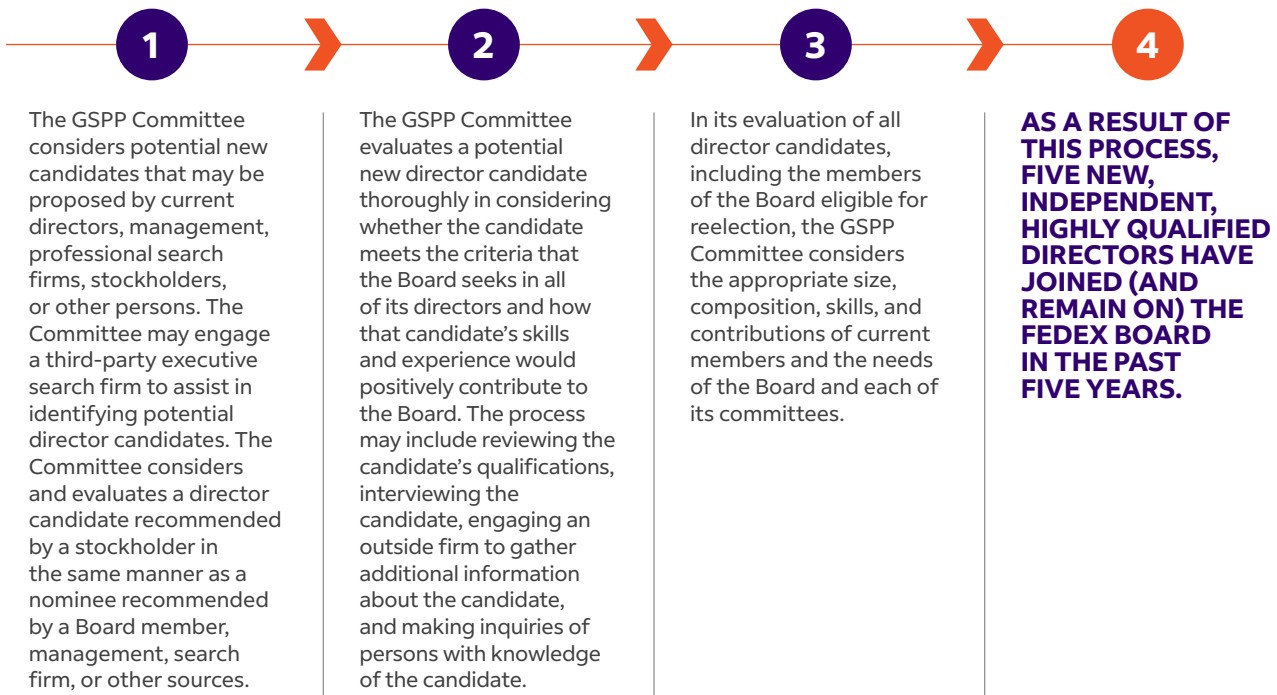 1
The GSPP Committee
considers potential new
candidates that may be
proposed by current
directors, management,
professional search
firms, stockholders,
or other persons. The
Committee may engage
a third-party executive
search firm to assist in
identifying potential
director candidates. The
Committee considers
and evaluates a director
candidate recommended
by a stockholder in
the same manner as a
nominee recommended
by a Board member,
management, search
firm, or other sources.
2
The GSPP Committee
evaluates a potential
new director candidate
thoroughly in considering
whether the candidate
meets the criteria that
the Board seeks in all
of its directors and how
that candidate’s skills
and experience would
positively contribute to
the Board. The process
may include reviewing the
candidate’s qualifications,
interviewing the
candidate, engaging an
outside firm to gather
additional information
about the candidate,
and making inquiries of
persons with knowledge
of the candidate.
3
In its evaluation of all
director candidates,
including the members
of the Board eligible for
reelection, the GSPP
Committee considers
the appropriate size,
composition, skills, and
contributions of current
members and the needs
of the Board and each of
its committees.
4
AS A RESULT OF
THIS PROCESS,
FIVE NEW,
INDEPENDENT,
HIGHLY QUALIFIED
DIRECTORS HAVE
JOINED (AND
REMAIN ON) THE
FEDEX BOARD
IN THE PAST
FIVE YEARS.